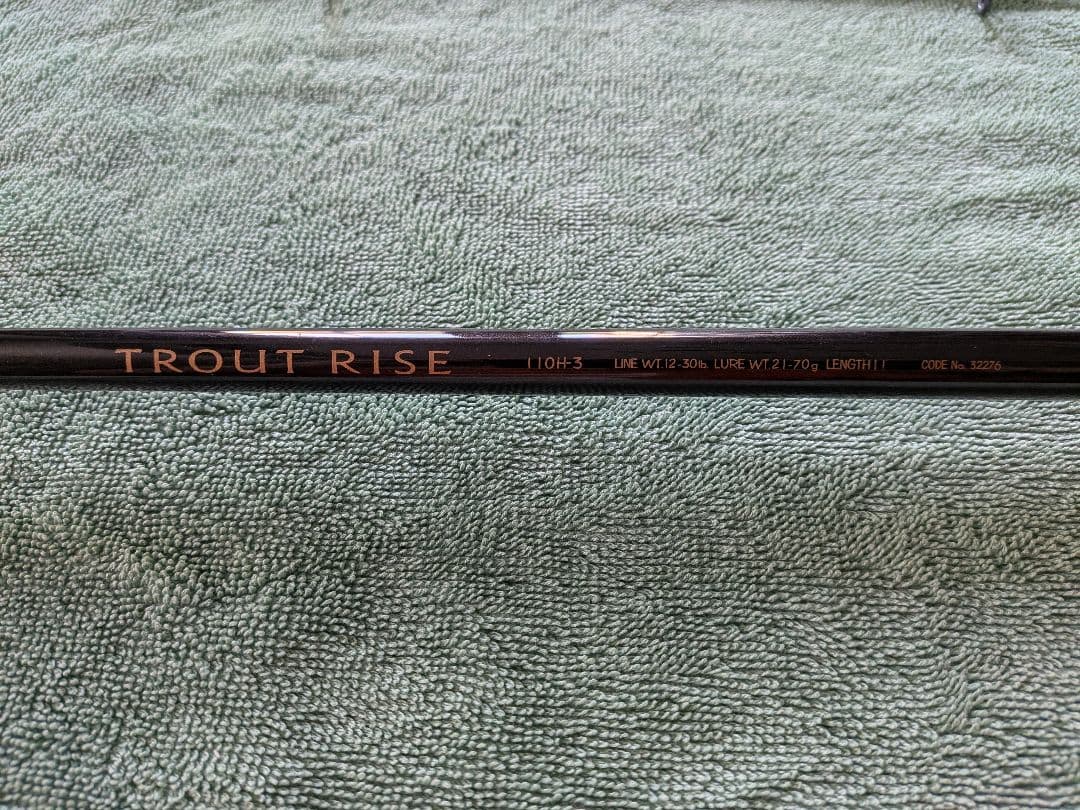 TROUT RISE 110H-3 LINE WT.12-30lb. LURE WT.21-70g LENGTH11' CODE No. 32276